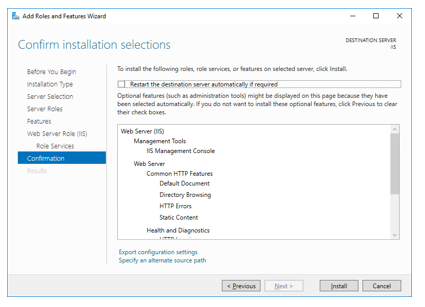 Add Roles and Features Wizard
Confirm installation selections
DESTINATION SERVER
IIS
Before You Begin
Installation Type
Server Selection
Server Roles
Features
Web Server Role (IIS)
Role Services
Confirmation
Results
To install the following roles, role services, or features on selected server, click Install.
Restart the destination server automatically if required
Optional features (such as administration tools) might be displayed on this page because they have
been selected automatically. If you do not want to install these optional features, click Previous to clear
their check boxes.
Web Server (IIS)
Management Tools
IIS Management Console
Web Server
Common HTTP Features
Default Document
Directory Browsing
HTTP Errors
Static Content
Health and Diagnostics
Export configuration settings
Specify an alternate source path
< Previous
Next >
Install
Cancel